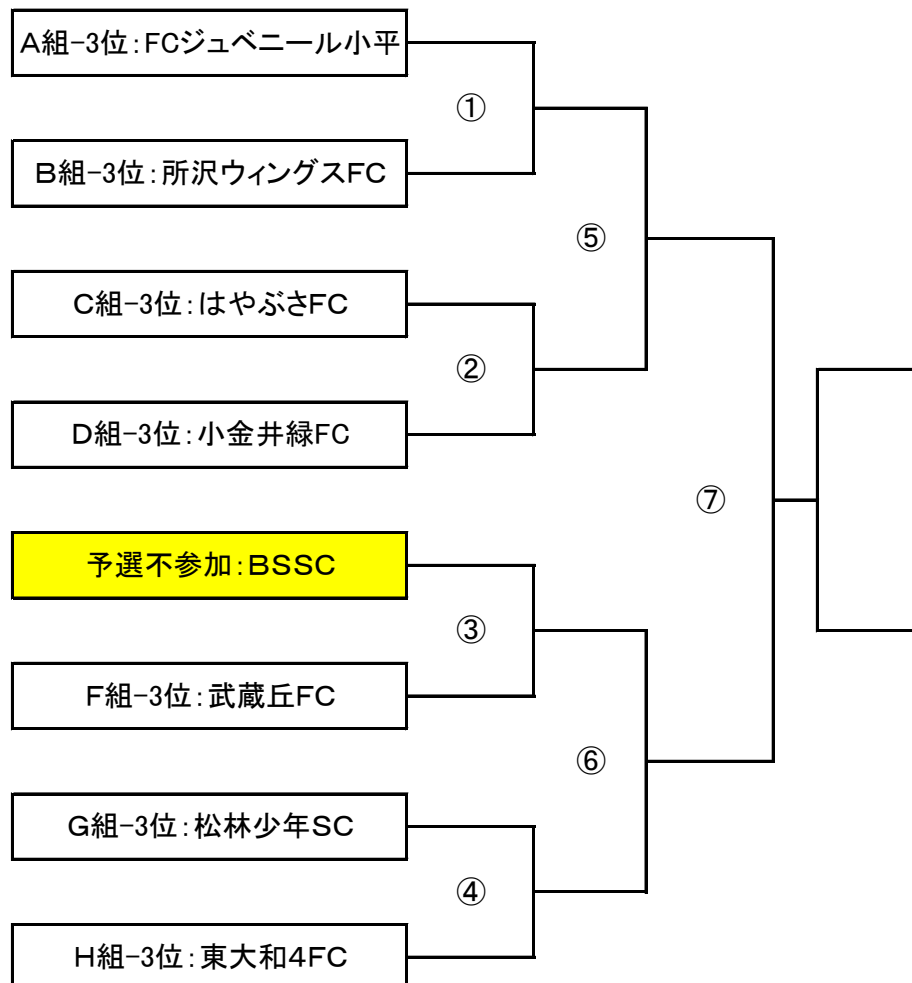 A組-3位:FCジュベニール小平
①
B組-3位:所沢ウィングスFC
⑤
C組-3位:はやぶさFC
②
D組-3位:小金井緑FC
⑦
予選不参加:BSSC
③
F組-3位:武蔵丘FC
⑥
G組-3位:松林少年SC
④
H組-3位:東大和4FC